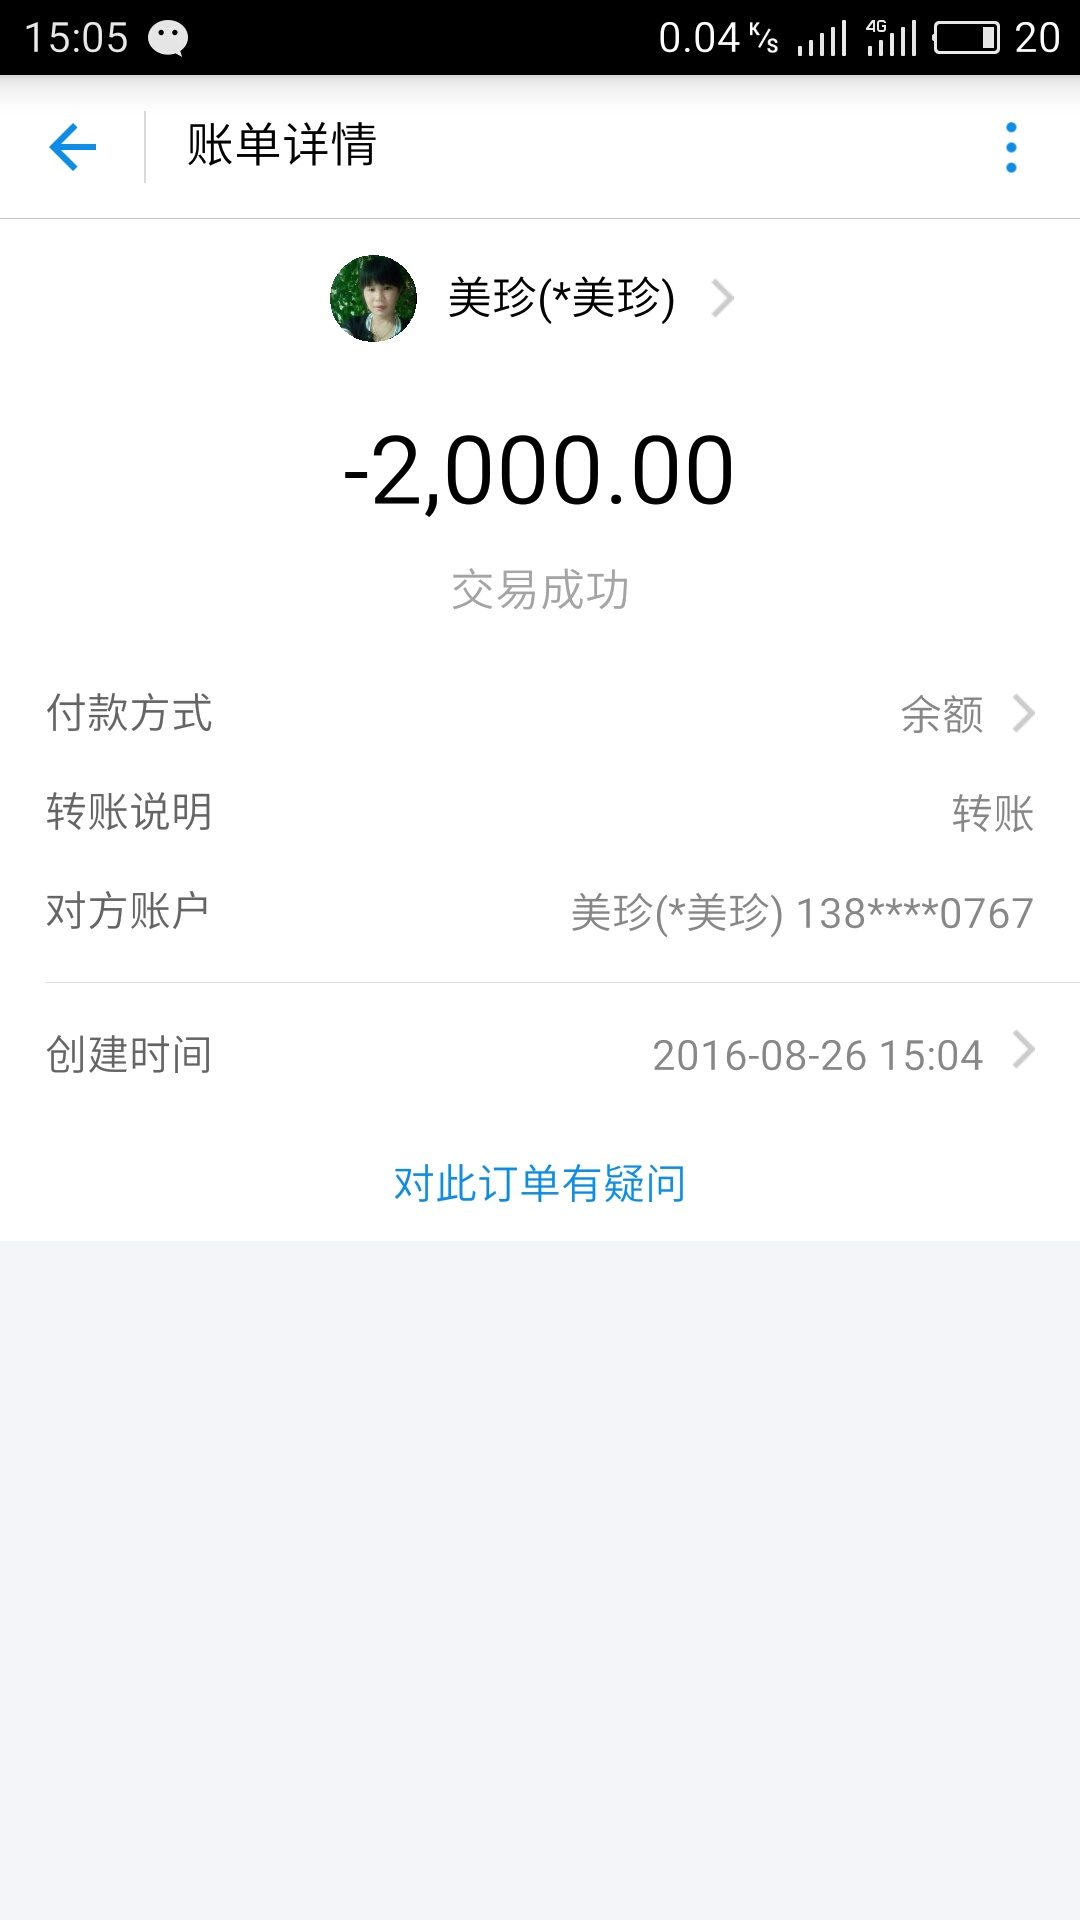 15:05 0.04 K/s 4G 20
账单详情
美珍(*美珍)
-2,000.00
交易成功
付款方式 余额
转账说明 转账
对方账户 美珍(*美珍) 138****0767
创建时间 2016-08-26 15:04
对此订单有疑问